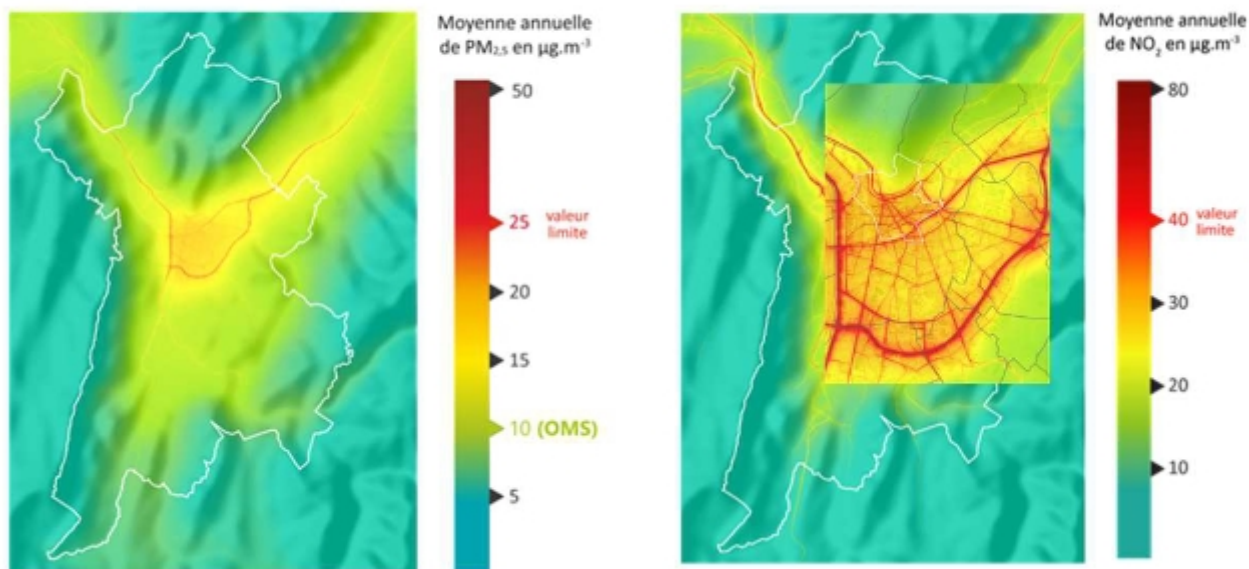 Moyenne annuelle
de PM₂,₅ en µg.m⁻³
50
25 valeur
limite
20
15
10 (OMS)
5
Moyenne annuelle
de NO₂ en µg.m⁻³
80
40 valeur
limite
30
20
10